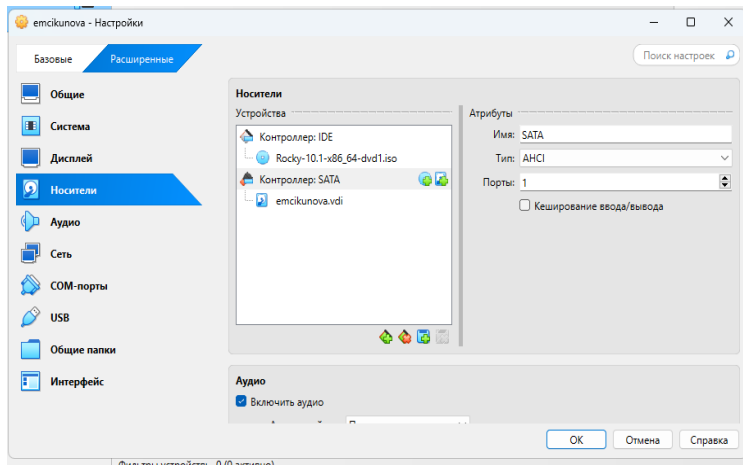 emcikunova - Настройки
Базовые
Расширенные
Поиск настроек
Общие
Система
Дисплей
Носители
Аудио
Сеть
COM-порты
USB
Общие папки
Интерфейс
Носители
Устройства
Контроллер: IDE
Rocky-10.1-x86_64-dvd1.iso
Контроллер: SATA
emcikunova.vdi
Атрибуты
Имя: SATA
Тип: AHCI
Порты: 1
Кеширование ввода/вывода
Аудио
Включить аудио
OK
Отмена
Справка